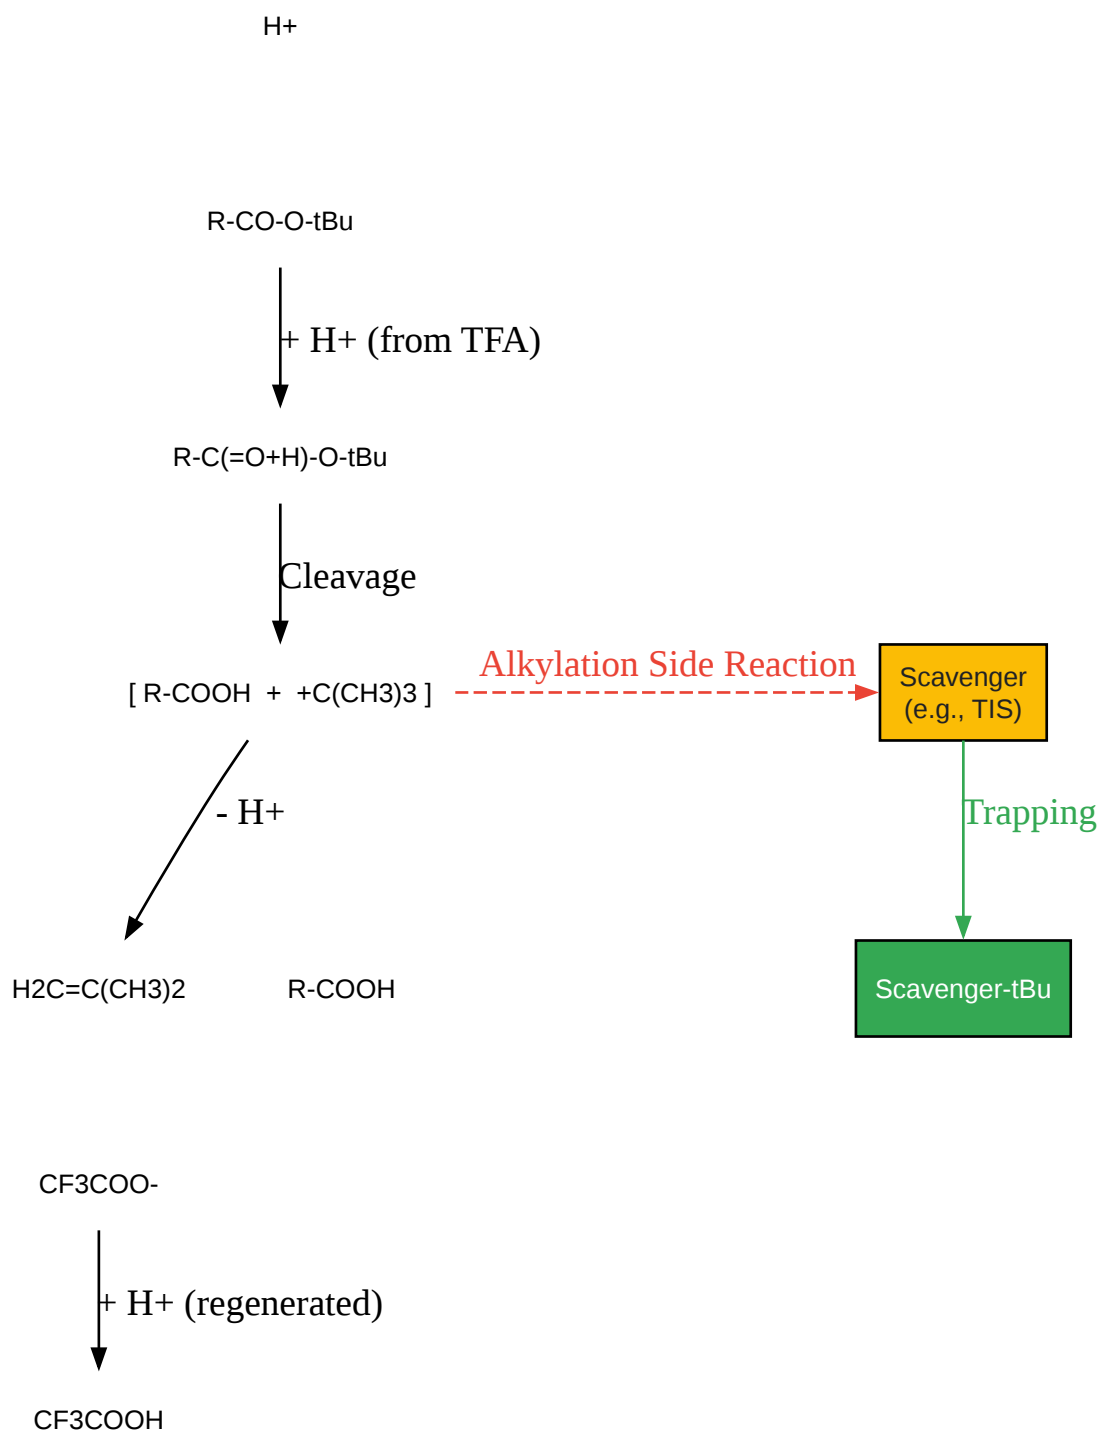 H+
R-CO-O-tBu
+ H+ (from TFA)
R-C(=O+H)-O-tBu
Cleavage
[ R-COOH + +C(CH3)3 ]
Alkylation Side Reaction
Scavenger
(e.g., TIS)
- H+
Trapping
H2C=C(CH3)2
R-COOH
Scavenger-tBu
CF3COO-
+ H+ (regenerated)
CF3COOH